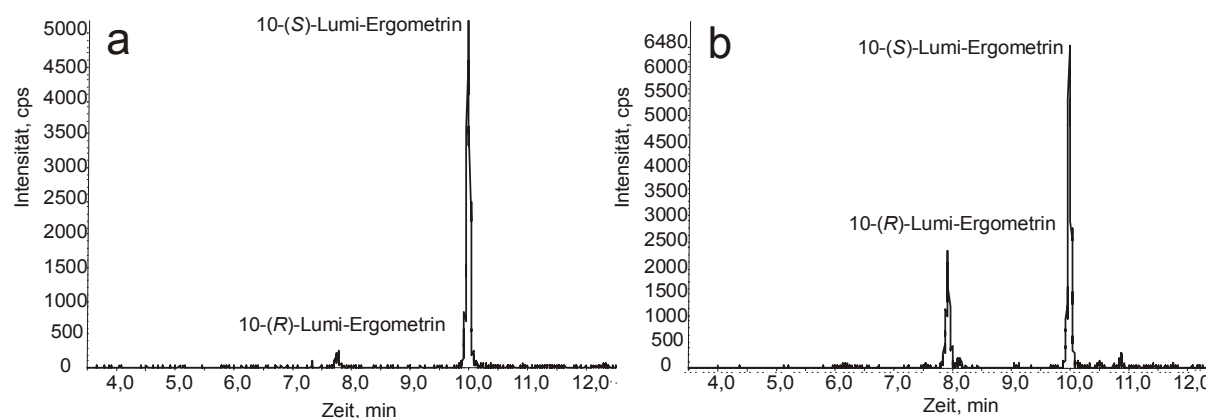 a
10-(S)-Lumi-Ergometrin
10-(R)-Lumi-Ergometrin
Intensität, cps
5000
4500
4000
3500
3000
2500
2000
1500
1000
500
0
4,0 5,0 6,0 7,0 8,0 9,0 10,0 11,0 12,0
Zeit, min
b
10-(S)-Lumi-Ergometrin
10-(R)-Lumi-Ergometrin
Intensität, cps
6480
6000
5500
5000
4500
4000
3500
3000
2500
2000
1500
1000
500
0
4,0 5,0 6,0 7,0 8,0 9,0 10,0 11,0 12,0
Zeit, min